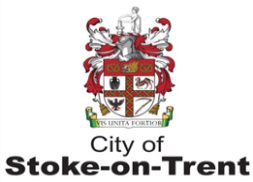 VIS UNITA FORTIOR
City of
Stoke-on-Trent